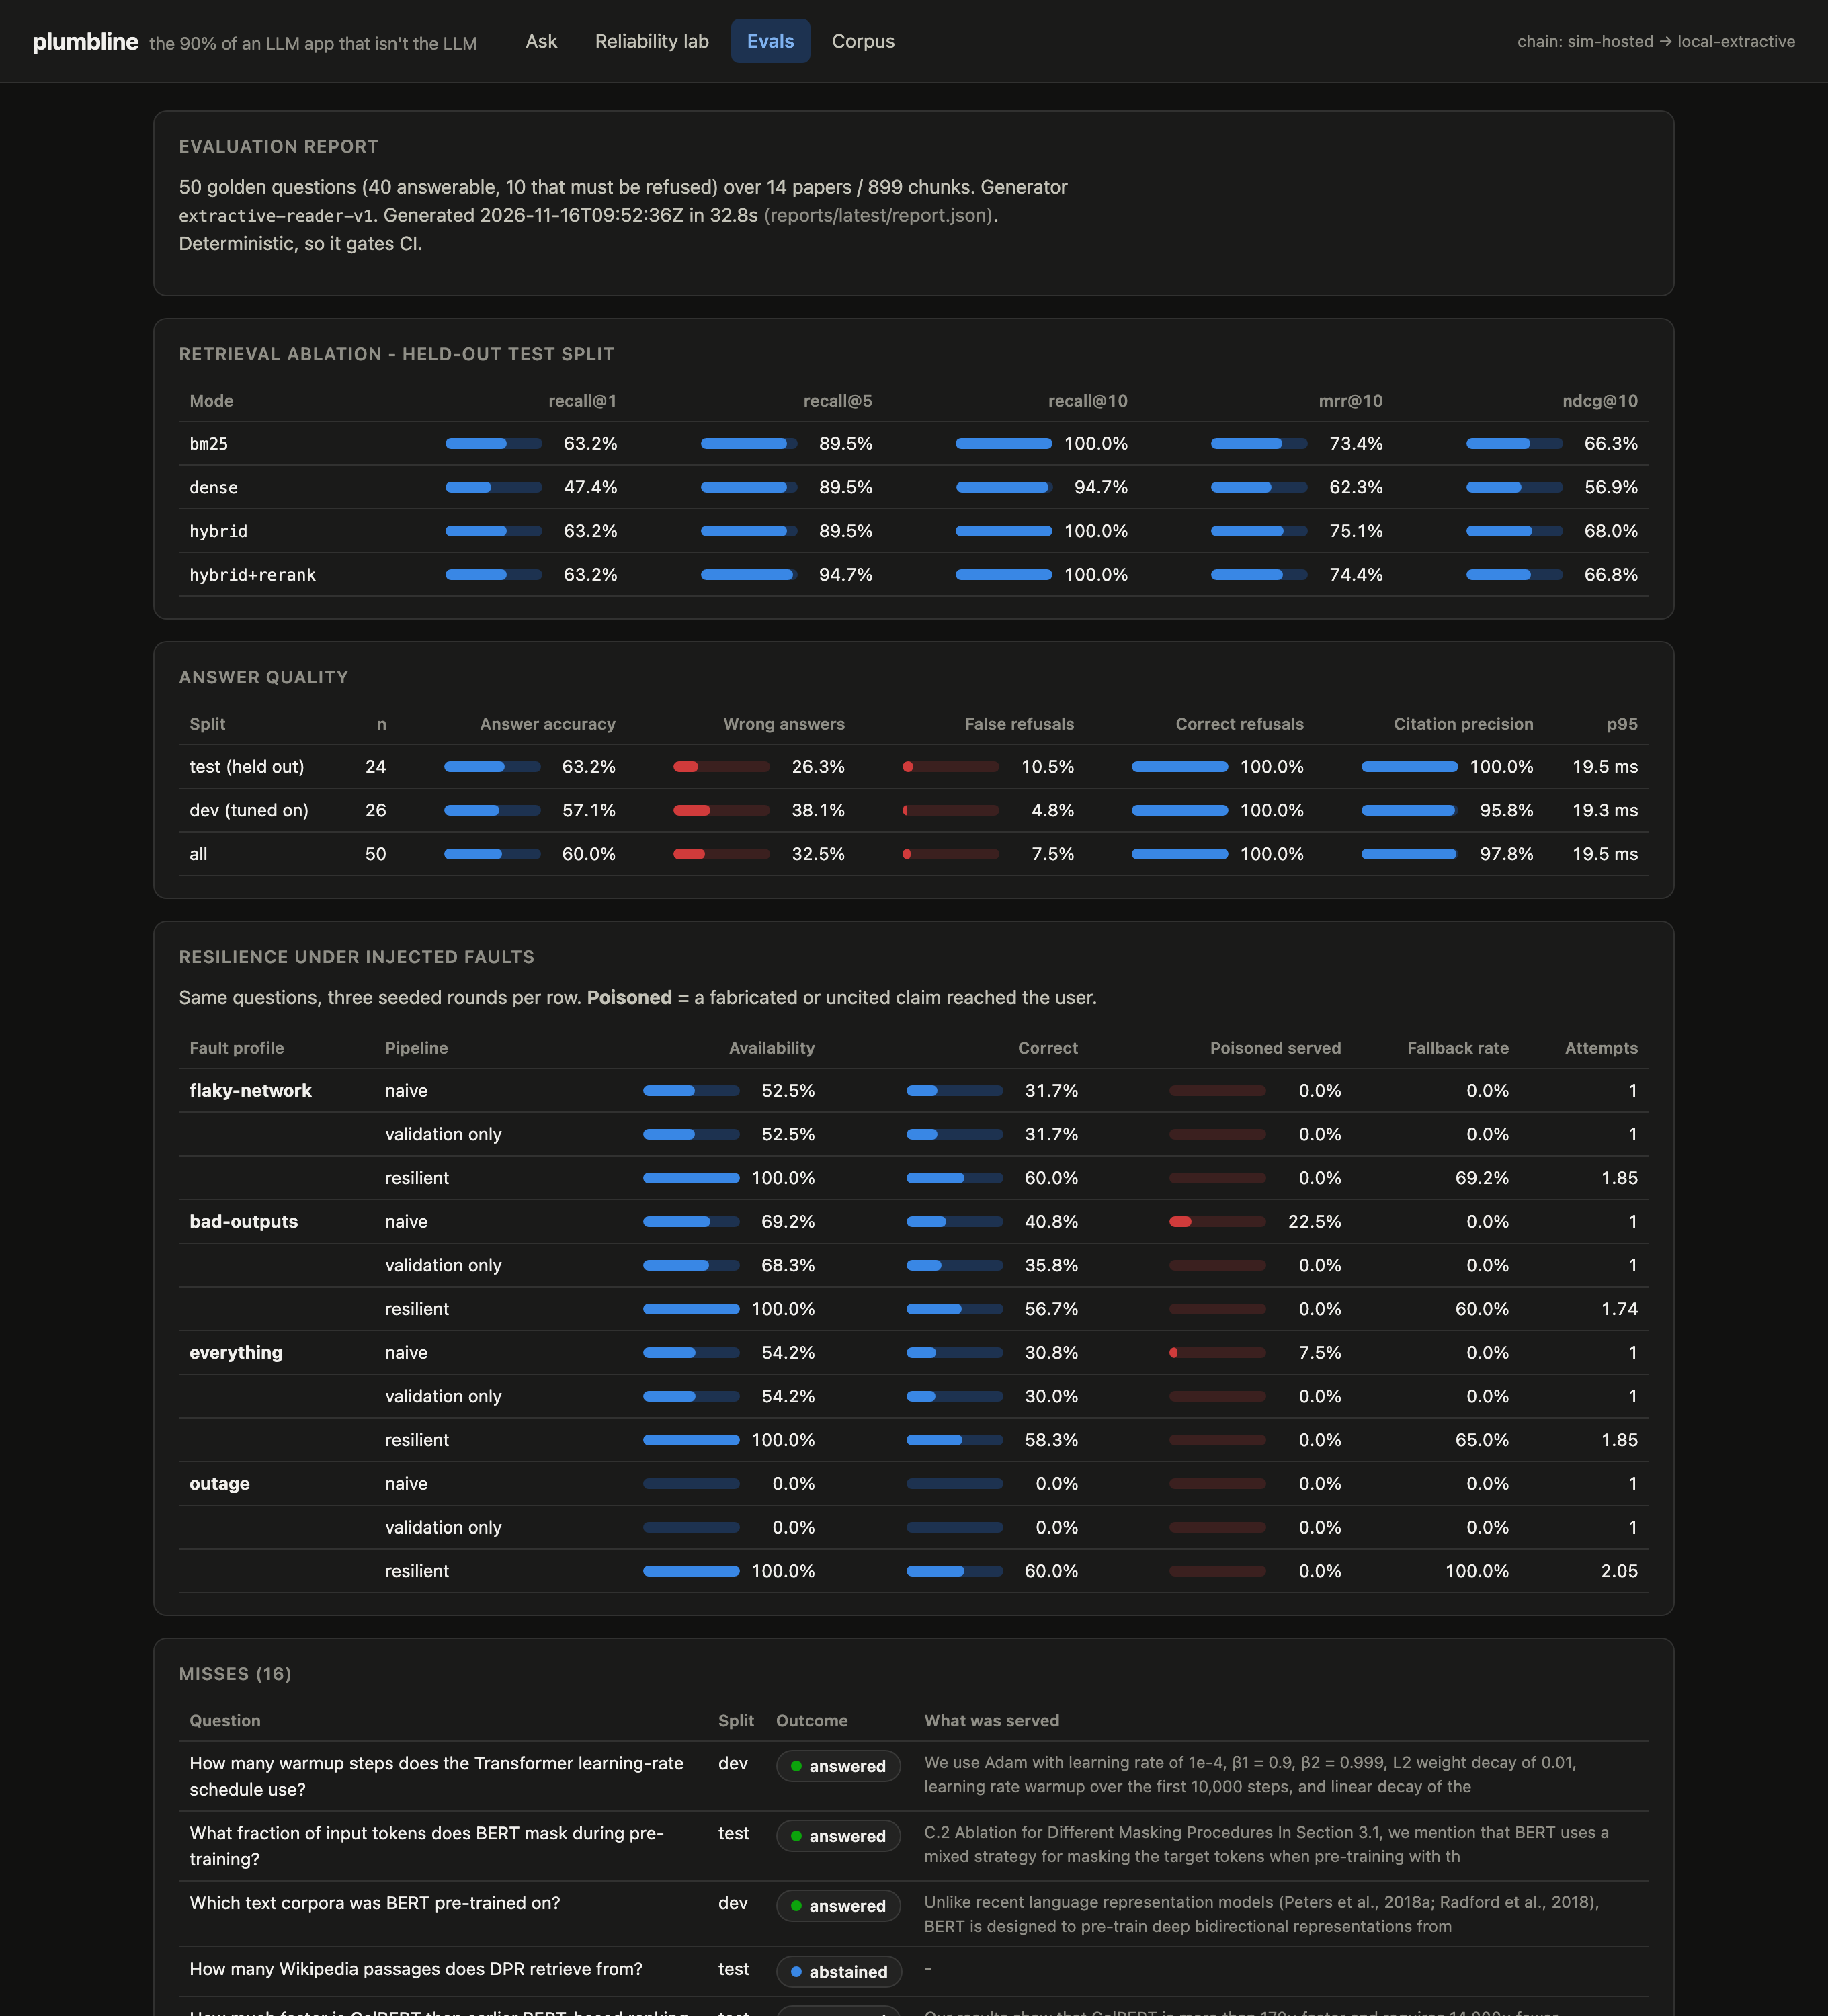 plumbline the 90% of an LLM app that isn't the LLM Ask Reliability lab Evals Corpus chain: sim-hosted → local-extractive
EVALUATION REPORT
50 golden questions (40 answerable, 10 that must be refused) over 14 papers / 899 chunks. Generator
extractive-reader-v1. Generated 2026-11-16T09:52:36Z in 32.8s (reports/latest/report.json).
Deterministic, so it gates CI.
RETRIEVAL ABLATION - HELD-OUT TEST SPLIT
Mode recall@1 recall@5 recall@10 mrr@10 ndcg@10
bm25 63.2% 89.5% 100.0% 73.4% 66.3%
dense 47.4% 89.5% 94.7% 62.3% 56.9%
hybrid 63.2% 89.5% 100.0% 75.1% 68.0%
hybrid+rerank 63.2% 94.7% 100.0% 74.4% 66.8%
ANSWER QUALITY
Split n Answer accuracy Wrong answers False refusals Correct refusals Citation precision p95
test (held out) 24 63.2% 26.3% 10.5% 100.0% 100.0% 19.5 ms
dev (tuned on) 26 57.1% 38.1% 4.8% 100.0% 95.8% 19.3 ms
all 50 60.0% 32.5% 7.5% 100.0% 97.8% 19.5 ms
RESILIENCE UNDER INJECTED FAULTS
Same questions, three seeded rounds per row. Poisoned = a fabricated or uncited claim reached the user.
Fault profile Pipeline Availability Correct Poisoned served Fallback rate Attempts
flaky-network naive 52.5% 31.7% 0.0% 0.0% 1
validation only 52.5% 31.7% 0.0% 0.0% 1
resilient 100.0% 60.0% 0.0% 69.2% 1.85
bad-outputs naive 69.2% 40.8% 22.5% 0.0% 1
validation only 68.3% 35.8% 0.0% 0.0% 1
resilient 100.0% 56.7% 0.0% 60.0% 1.74
everything naive 54.2% 30.8% 7.5% 0.0% 1
validation only 54.2% 30.0% 0.0% 0.0% 1
resilient 100.0% 58.3% 0.0% 65.0% 1.85
outage naive 0.0% 0.0% 0.0% 0.0% 1
validation only 0.0% 0.0% 0.0% 0.0% 1
resilient 100.0% 60.0% 0.0% 100.0% 2.05
MISSES (16)
Question Split Outcome What was served
How many warmup steps does the Transformer learning-rate
schedule use?
dev
answered
We use Adam with learning rate of 1e-4, β1 = 0.9, β2 = 0.999, L2 weight decay of 0.01,
learning rate warmup over the first 10,000 steps, and linear decay of the
What fraction of input tokens does BERT mask during pre-
training?
test
answered
C.2 Ablation for Different Masking Procedures In Section 3.1, we mention that BERT uses a
mixed strategy for masking the target tokens when pre-training with th
Which text corpora was BERT pre-trained on?
dev
answered
Unlike recent language representation models (Peters et al., 2018a; Radford et al., 2018),
BERT is designed to pre-train deep bidirectional representations from
How many Wikipedia passages does DPR retrieve from? test abstained -